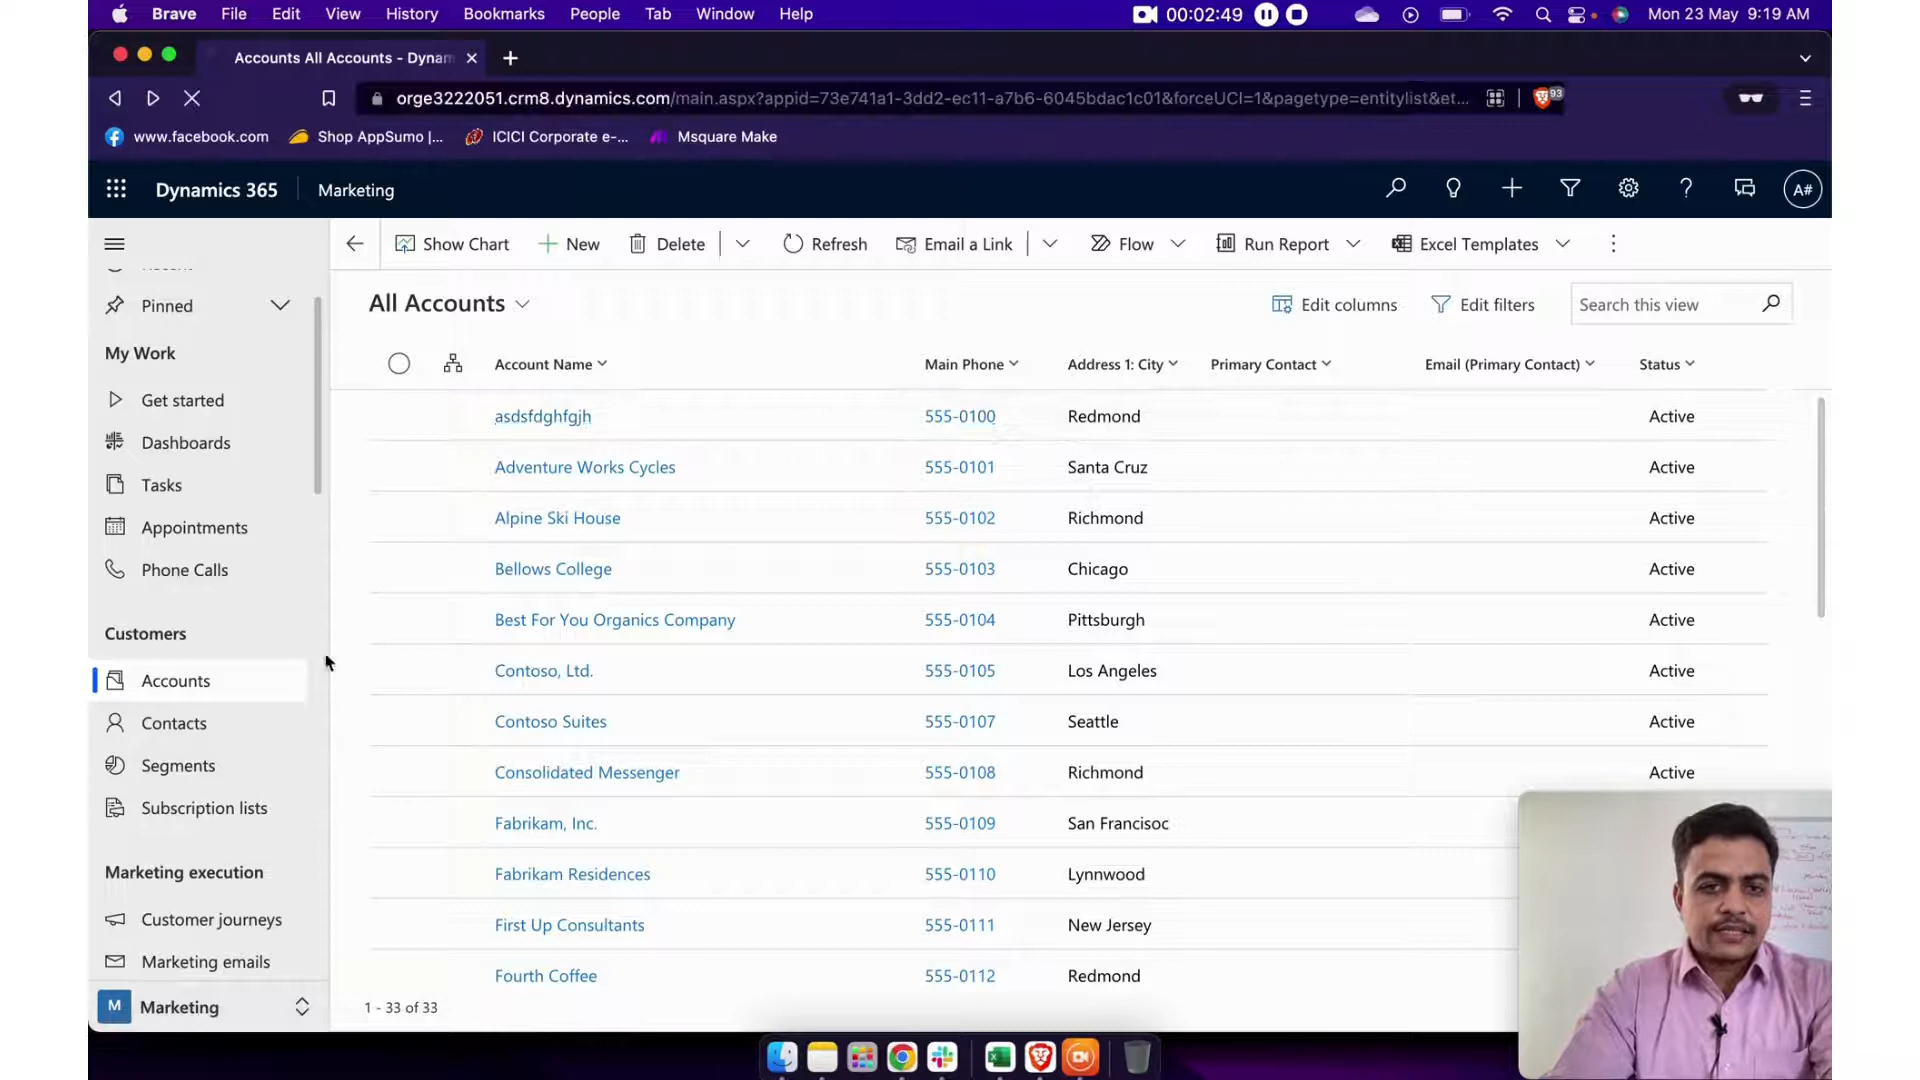 Brave File Edit View History Bookmarks People Tab Window Help 00:02:49 Mon 23 May 9:19 AM
Accounts All Accounts - Dynam
orge3222051.crm8.dynamics.com/main.aspx?appid=73e741a1-3dd2-ec11-a7b6-6045bdac1c01&forceUCI=1&pagetype=entitylist&et... 93
www.facebook.com Shop AppSumo |... ICICI Corporate e-... Msquare Make
Dynamics 365 Marketing A#
Show Chart New Delete Refresh Email a Link Flow Run Report Excel Templates
Recent
Pinned
My Work
Get started
Dashboards
Tasks
Appointments
Phone Calls
Customers
Accounts
Contacts
Segments
Subscription lists
Marketing execution
Customer journeys
Marketing emails
M Marketing
All Accounts Edit columns Edit filters Search this view
Account Name Main Phone Address 1: City Primary Contact Email (Primary Contact) Status
asdsfdghfgjh 555-0100 Redmond Active
Adventure Works Cycles 555-0101 Santa Cruz Active
Alpine Ski House 555-0102 Richmond Active
Bellows College 555-0103 Chicago Active
Best For You Organics Company 555-0104 Pittsburgh Active
Contoso, Ltd. 555-0105 Los Angeles Active
Contoso Suites 555-0107 Seattle Active
Consolidated Messenger 555-0108 Richmond Active
Fabrikam, Inc. 555-0109 San Francisoc
Fabrikam Residences 555-0110 Lynnwood
First Up Consultants 555-0111 New Jersey
Fourth Coffee 555-0112 Redmond
1 - 33 of 33